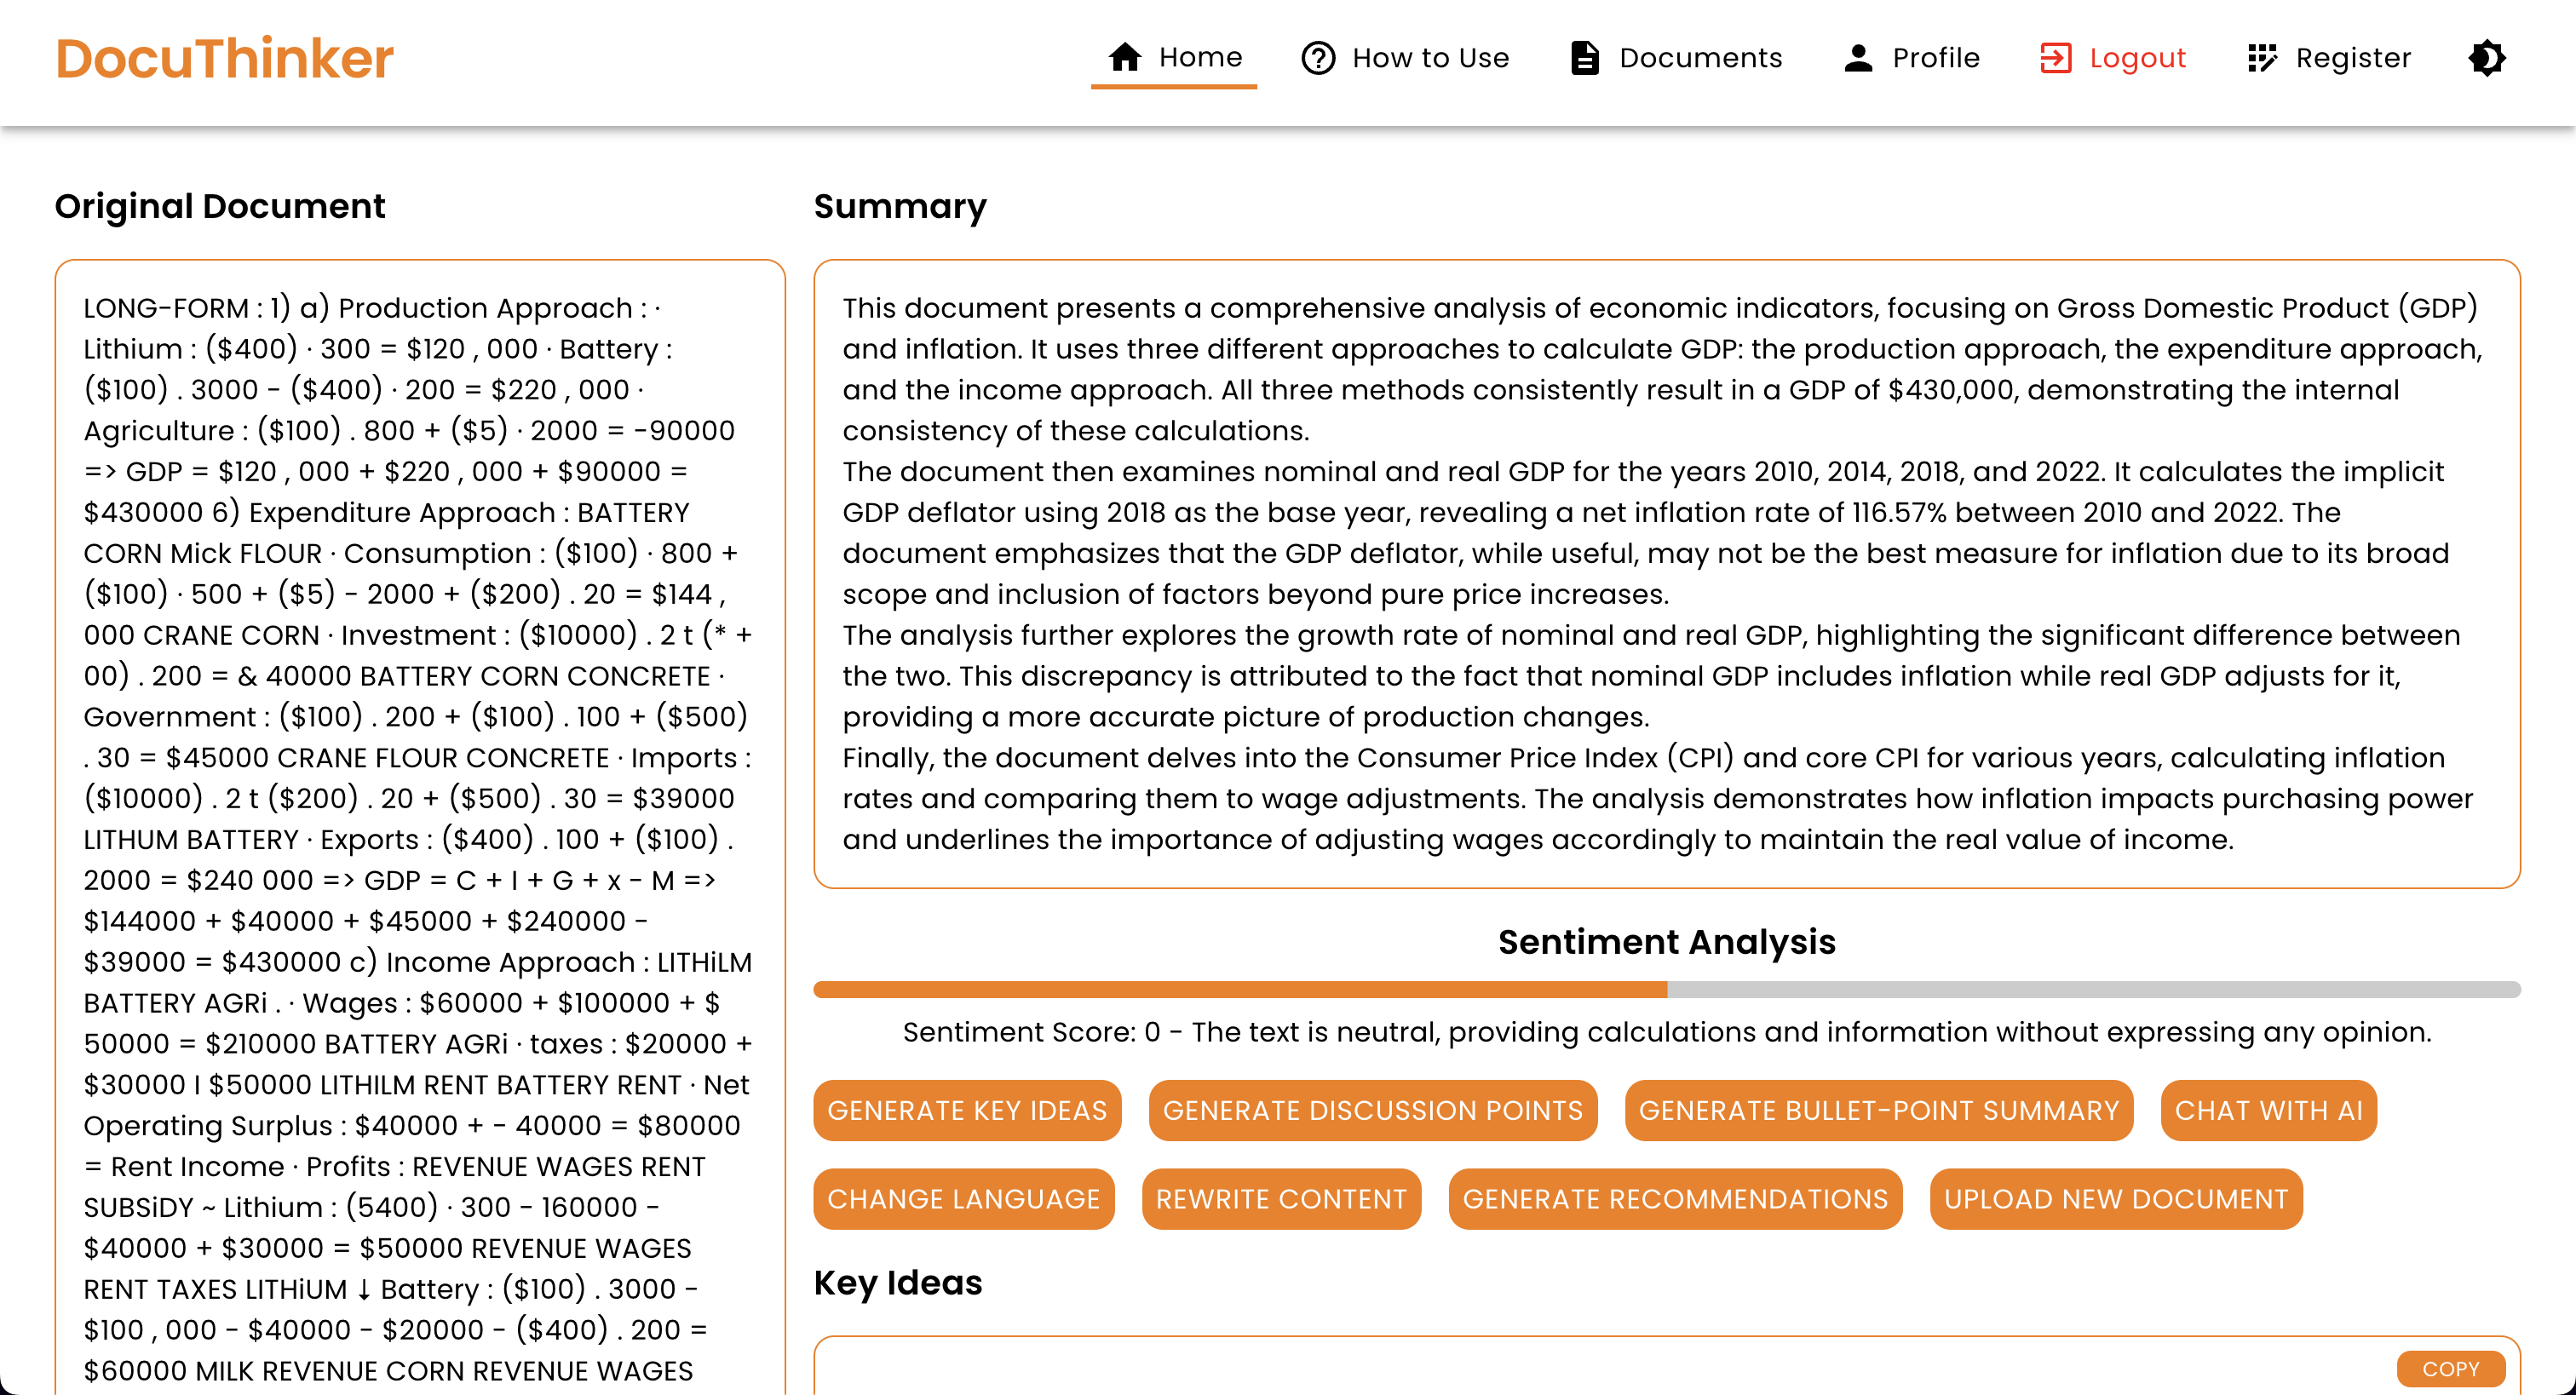 DocuThinker
Home
How to Use
Documents
Profile
Logout
Register
Original Document
LONG-FORM : 1) a) Production Approach : ·
Lithium : ($400) · 300 = $120 , 000 · Battery :
($100) . 3000 - ($400) · 200 = $220 , 000 ·
Agriculture : ($100) . 800 + ($5) · 2000 = -90000
=> GDP = $120 , 000 + $220 , 000 + $90000 =
$430000 6) Expenditure Approach : BATTERY
CORN Mick FLOUR · Consumption : ($100) · 800 +
($100) · 500 + ($5) - 2000 + ($200) . 20 = $144 ,
000 CRANE CORN · Investment : ($10000) . 2 t (* +
00) . 200 = & 40000 BATTERY CORN CONCRETE ·
Government : ($100) . 200 + ($100) . 100 + ($500)
. 30 = $45000 CRANE FLOUR CONCRETE · Imports :
($10000) . 2 t ($200) . 20 + ($500) . 30 = $39000
LITHUM BATTERY · Exports : ($400) . 100 + ($100) .
2000 = $240 000 => GDP = C + I + G + x - M =>
$144000 + $40000 + $45000 + $240000 -
$39000 = $430000 c) Income Approach : LITHiLM
BATTERY AGRi . · Wages : $60000 + $100000 + $
50000 = $210000 BATTERY AGRi · taxes : $20000 +
$30000 I $50000 LITHILM RENT BATTERY RENT · Net
Operating Surplus : $40000 + - 40000 = $80000
= Rent Income · Profits : REVENUE WAGES RENT
SUBSiDY ~ Lithium : (5400) · 300 - 160000 -
$40000 + $30000 = $50000 REVENUE WAGES
RENT TAXES LITHiUM ↓ Battery : ($100) . 3000 -
$100 , 000 - $40000 - $20000 - ($400) . 200 =
$60000 MILK REVENUE CORN REVENUE WAGES
Summary
This document presents a comprehensive analysis of economic indicators, focusing on Gross Domestic Product (GDP)
and inflation. It uses three different approaches to calculate GDP: the production approach, the expenditure approach,
and the income approach. All three methods consistently result in a GDP of $430,000, demonstrating the internal
consistency of these calculations.
The document then examines nominal and real GDP for the years 2010, 2014, 2018, and 2022. It calculates the implicit
GDP deflator using 2018 as the base year, revealing a net inflation rate of 116.57% between 2010 and 2022. The
document emphasizes that the GDP deflator, while useful, may not be the best measure for inflation due to its broad
scope and inclusion of factors beyond pure price increases.
The analysis further explores the growth rate of nominal and real GDP, highlighting the significant difference between
the two. This discrepancy is attributed to the fact that nominal GDP includes inflation while real GDP adjusts for it,
providing a more accurate picture of production changes.
Finally, the document delves into the Consumer Price Index (CPI) and core CPI for various years, calculating inflation
rates and comparing them to wage adjustments. The analysis demonstrates how inflation impacts purchasing power
and underlines the importance of adjusting wages accordingly to maintain the real value of income.
Sentiment Analysis
Sentiment Score: 0 - The text is neutral, providing calculations and information without expressing any opinion.
GENERATE KEY IDEAS
GENERATE DISCUSSION POINTS
GENERATE BULLET-POINT SUMMARY
CHAT WITH AI
CHANGE LANGUAGE
REWRITE CONTENT
GENERATE RECOMMENDATIONS
UPLOAD NEW DOCUMENT
Key Ideas
COPY